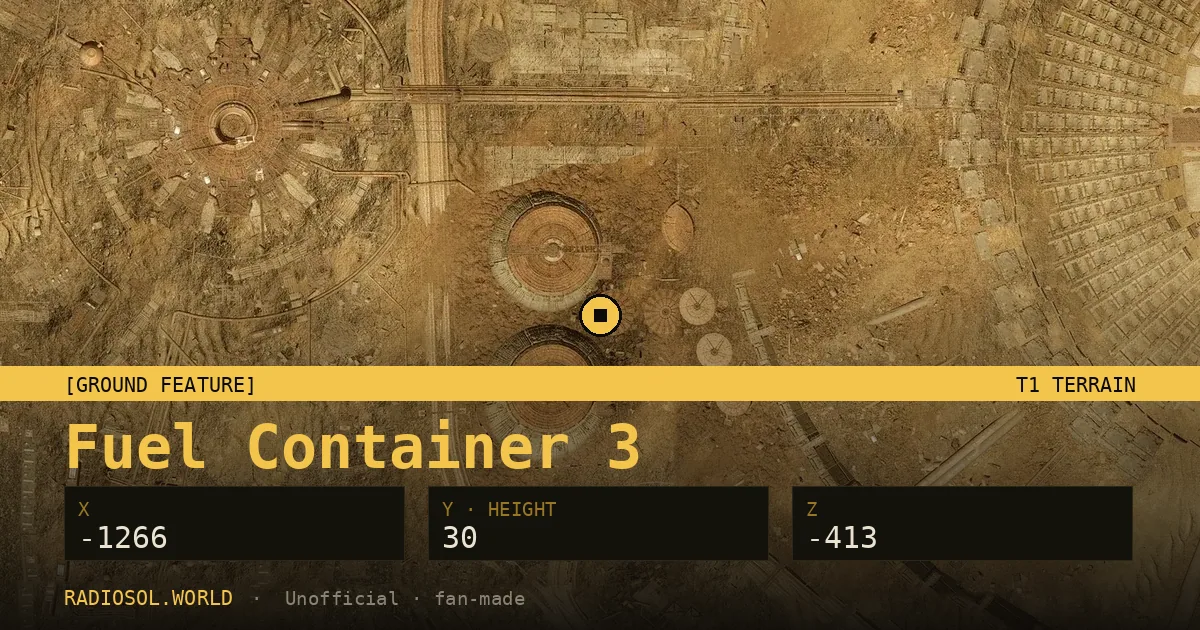 [GROUND FEATURE] T1 TERRAIN
Fuel Container 3
X Y · HEIGHT Z
-1266 30 -413
RADIOSOL.WORLD · Unofficial · fan-made